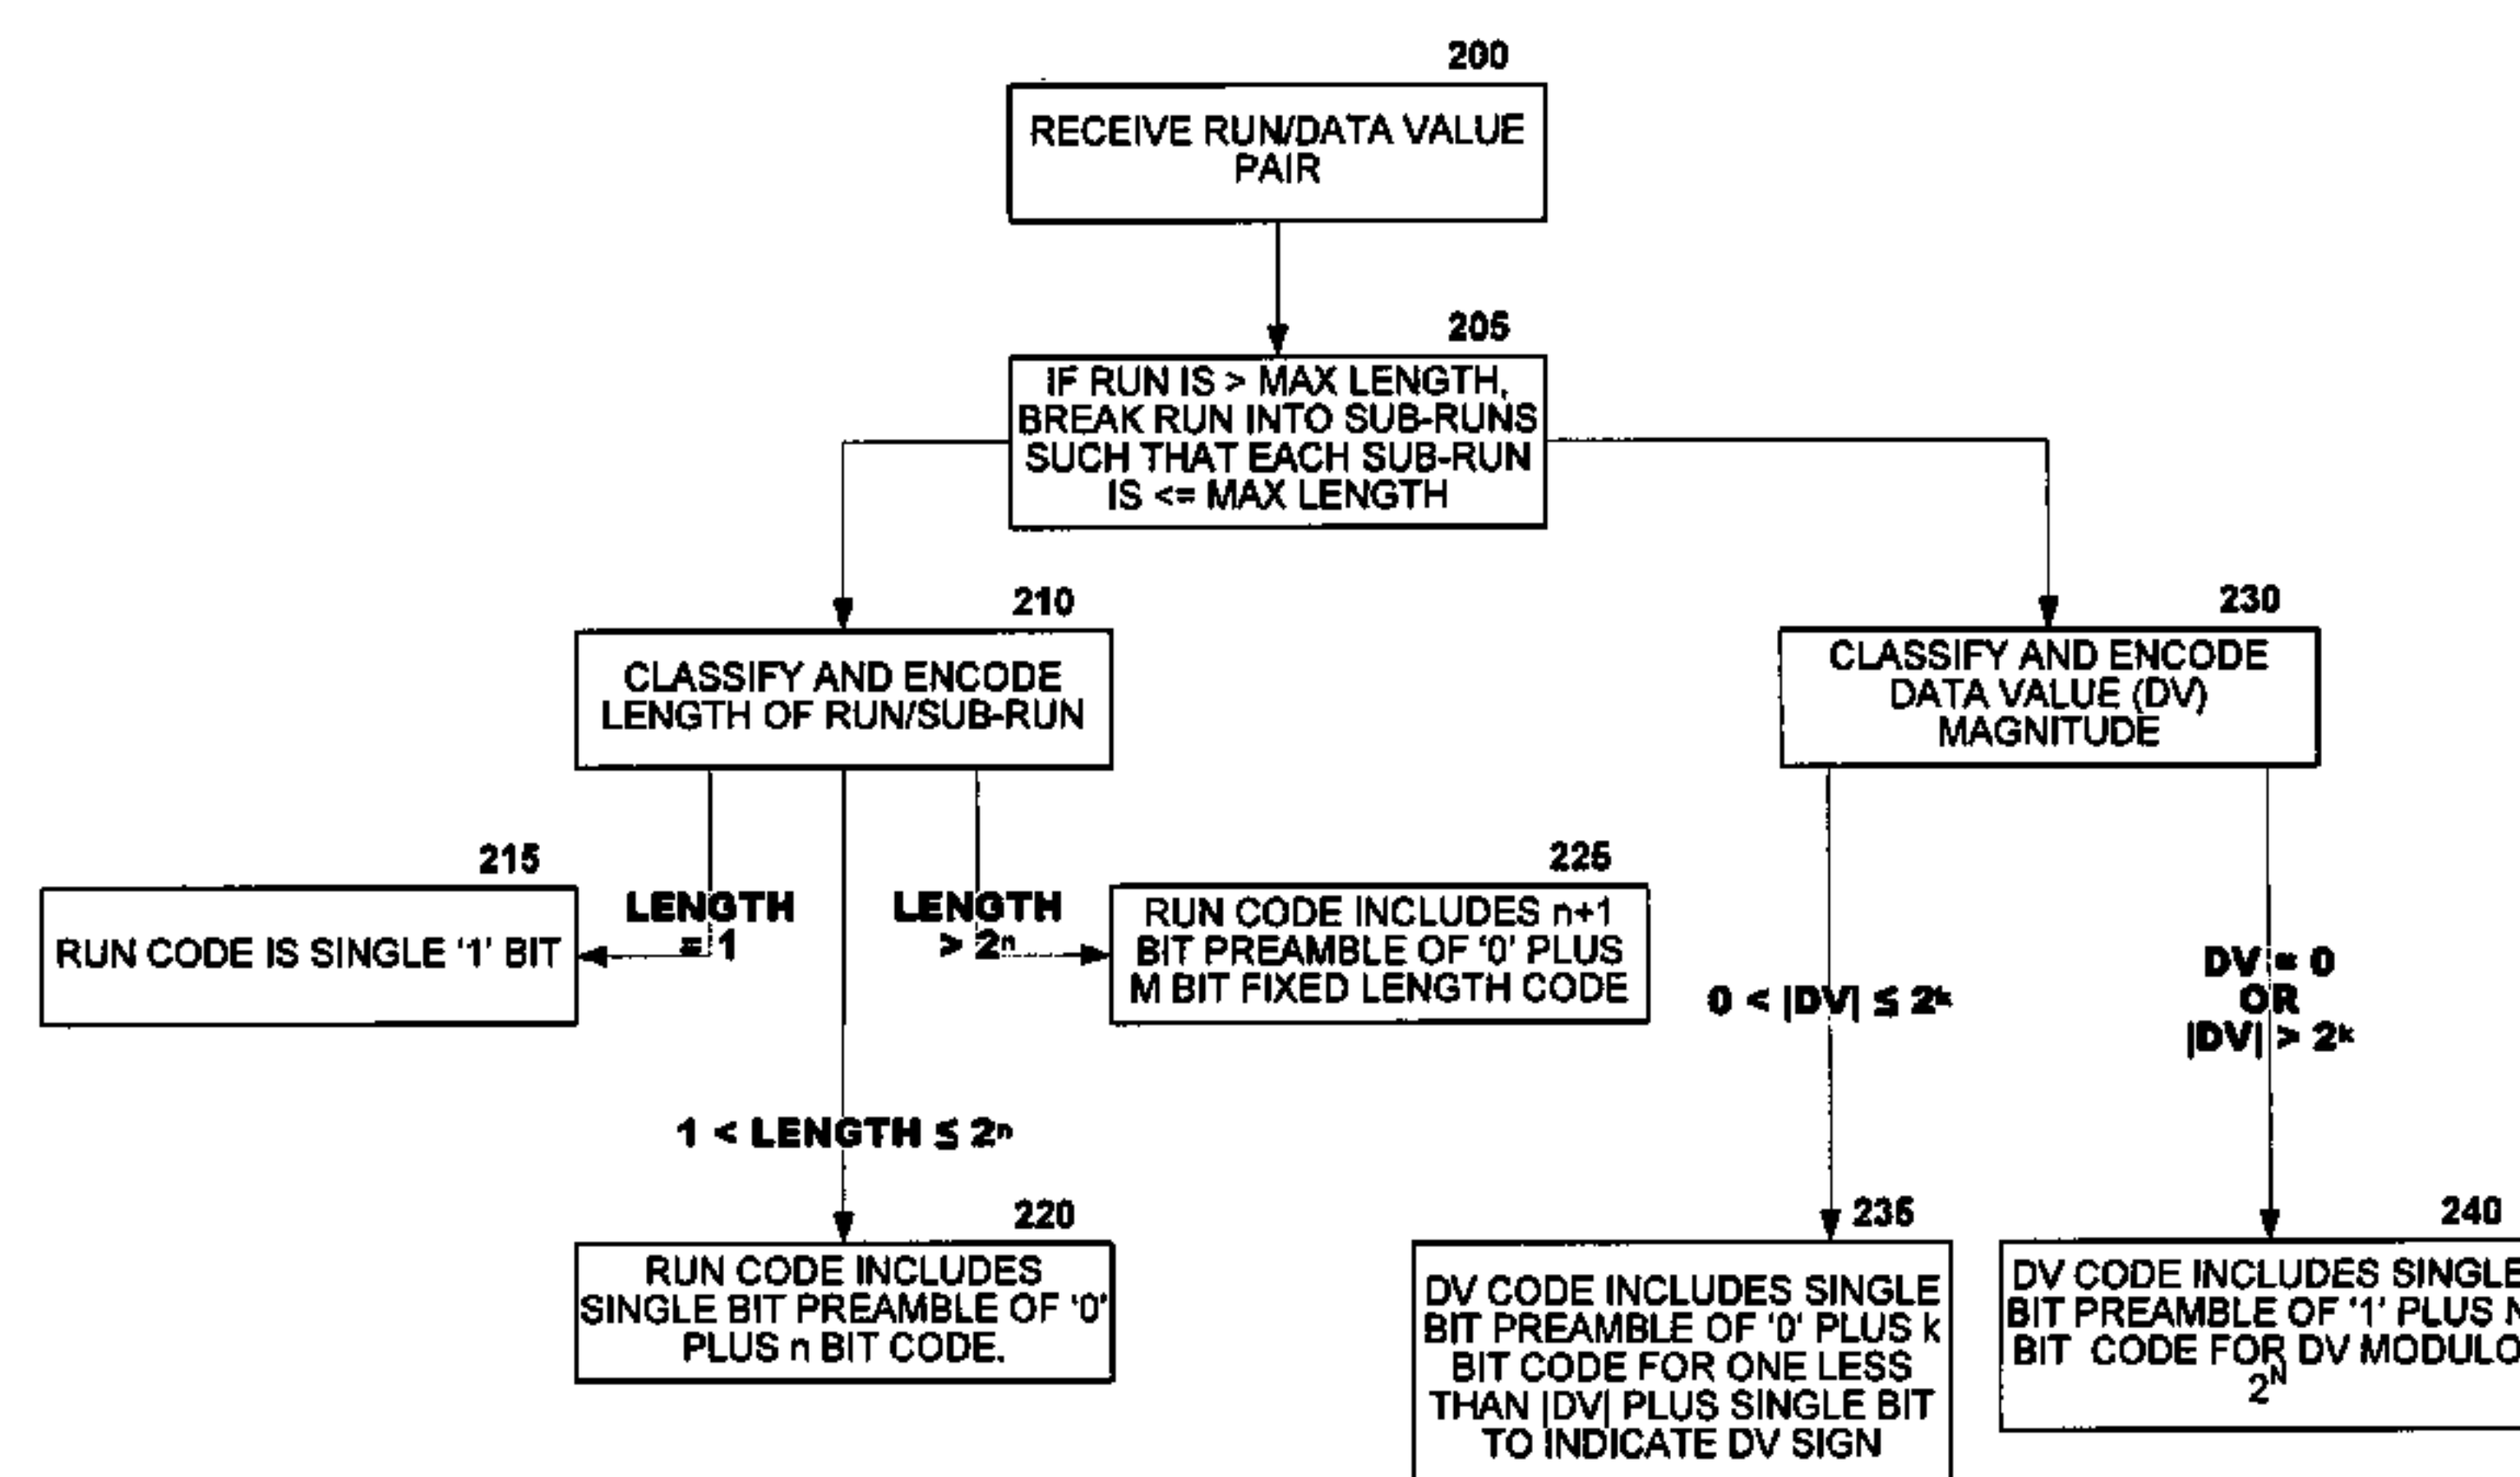 200
RECEIVE RUN/DATA VALUE
PAIR
205
IF RUN IS > MAX LENGTH,
BREAK RUN INTO SUB-RUNS
SUCH THAT EACH SUB-RUN
IS <= MAX LENGTH
210
CLASSIFY AND ENCODE
LENGTH OF RUN/SUB-RUN
230
CLASSIFY AND ENCODE
DATA VALUE (DV)
MAGNITUDE
215
RUN CODE IS SINGLE ‘1’ BIT
LENGTH
= 1
LENGTH
> 2ⁿ
225
RUN CODE INCLUDES n+1
BIT PREAMBLE OF ‘0’ PLUS
M BIT FIXED LENGTH CODE
0 < |DV| ≤ 2ᵏ
DV = 0
OR
|DV| > 2ᵏ
1 < LENGTH ≤ 2ⁿ
220
RUN CODE INCLUDES
SINGLE BIT PREAMBLE OF ‘0’
PLUS n BIT CODE.
235
DV CODE INCLUDES SINGLE
BIT PREAMBLE OF ‘0’ PLUS k
BIT CODE FOR ONE LESS
THAN |DV| PLUS SINGLE BIT
TO INDICATE DV SIGN
240
DV CODE INCLUDES SINGLE
BIT PREAMBLE OF ‘1’ PLUS N
BIT CODE FOR DV MODULO
2ᴺ